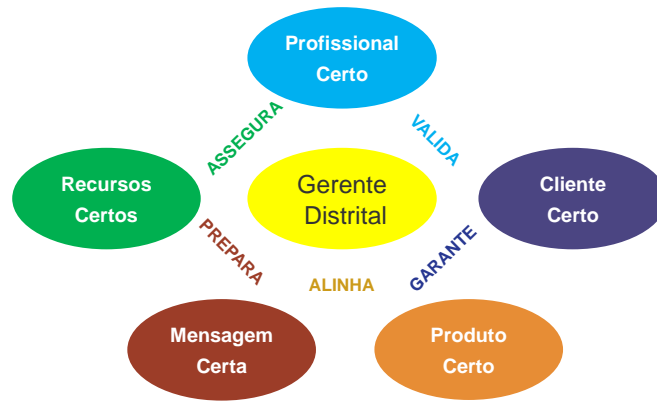 Profissional
Certo
ASSEGURA
VALIDA
Recursos
Certos
Gerente
Distrital
Cliente
Certo
PREPARA
ALINHA
GARANTE
Mensagem
Certa
Produto
Certo